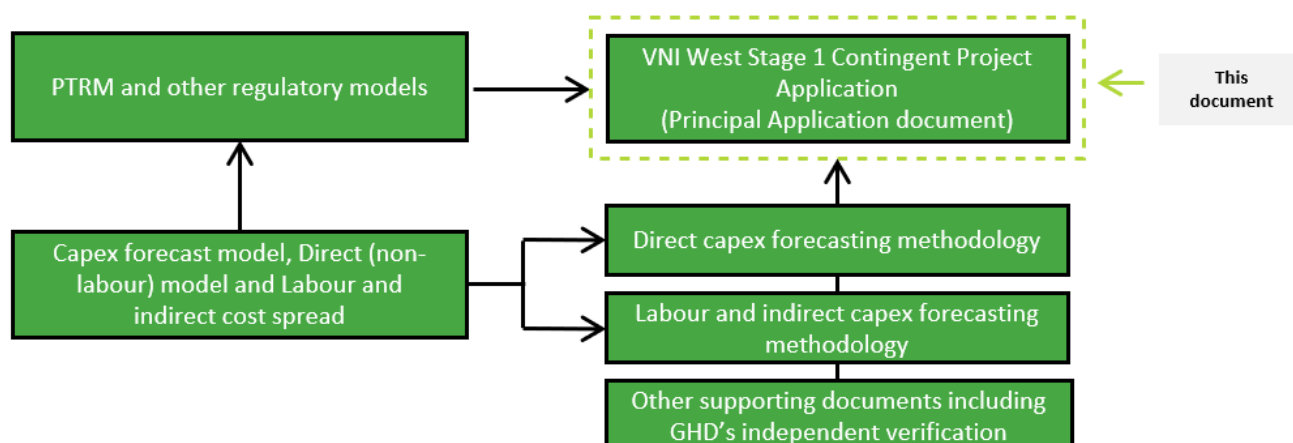 PTRM and other regulatory models
VNI West Stage 1 Contingent Project
Application
(Principal Application document)
This
document
Capex forecast model, Direct (non-
labour) model and Labour and
indirect cost spread
Direct capex forecasting methodology
Labour and indirect capex forecasting
methodology
Other supporting documents including
GHD's independent verification